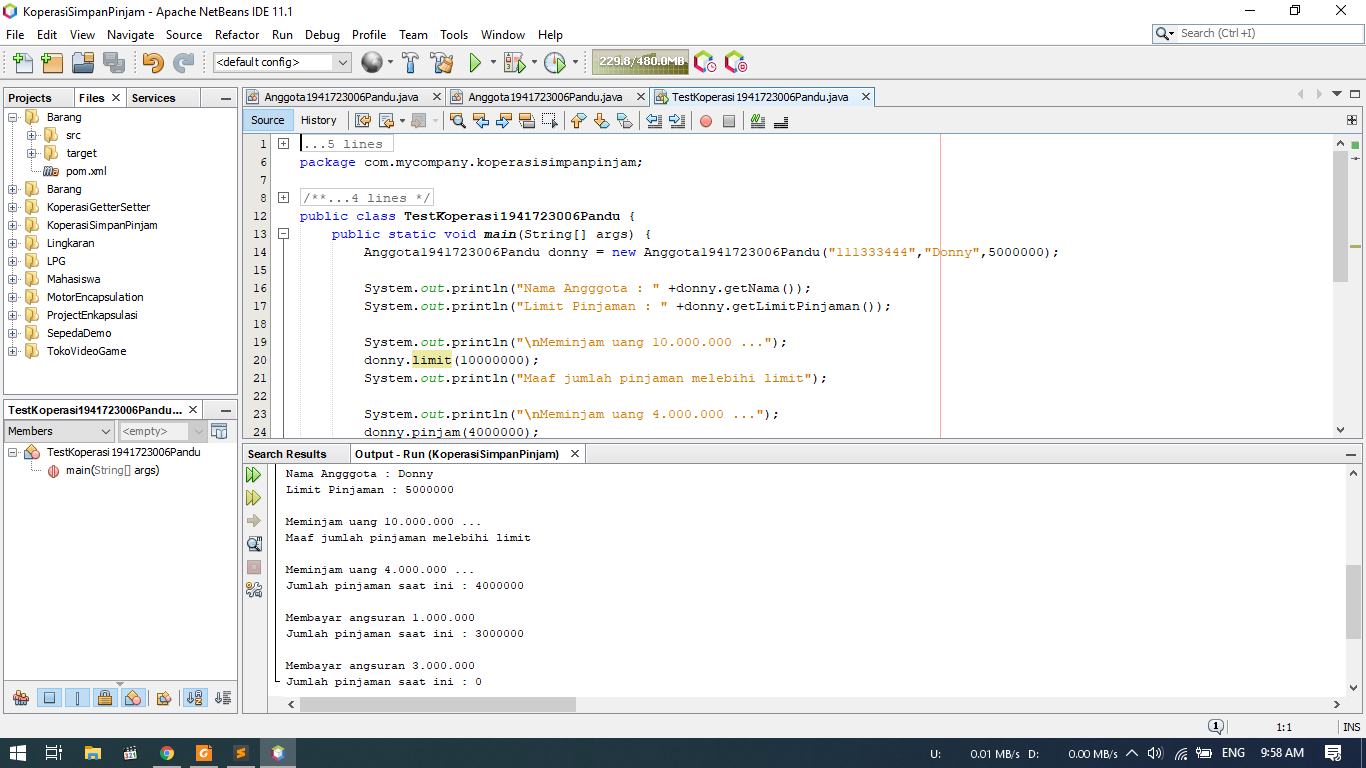 KoperasiSimpanPinjam - Apache NetBeans IDE 11.1
File Edit View Navigate Source Refactor Run Debug Profile Team Tools Window Help
Search (Ctrl+I)
<default config>
229.8/480.0MB
Projects Files Services
Barang
src
target
pom.xml
Barang
KoperasiGetterSetter
KoperasiSimpanPinjam
Lingkaran
LPG
Mahasiswa
MotorEncapsulation
ProjectEnkapsulasi
SepedaDemo
TokoVideoGame
TestKoperasi1941723006Pandu...
Members <empty>
TestKoperasi1941723006Pandu
main(String[] args)
Anggota1941723006Pandu.java Anggota1941723006Pandu.java TestKoperasi1941723006Pandu.java
Source History
1 ...5 lines
6 package com.mycompany.koperasisimpanpinjam;
7
8 /**...4 lines */
12 public class TestKoperasi1941723006Pandu {
13 public static void main(String[] args) {
14 Anggota1941723006Pandu donny = new Anggota1941723006Pandu("111333444","Donny",5000000);
15
16 System.out.println("Nama Angggota : " +donny.getNama());
17 System.out.println("Limit Pinjaman : " +donny.getLimitPinjaman());
18
19 System.out.println("\nMeminjam uang 10.000.000 ...");
20 donny.limit(10000000);
21 System.out.println("Maaf jumlah pinjaman melebihi limit");
22
23 System.out.println("\nMeminjam uang 4.000.000 ...");
24 donny.pinjam(4000000);
Search Results Output - Run (KoperasiSimpanPinjam)
Nama Angggota : Donny
Limit Pinjaman : 5000000
Meminjam uang 10.000.000 ...
Maaf jumlah pinjaman melebihi limit
Meminjam uang 4.000.000 ...
Jumlah pinjaman saat ini : 4000000
Membayar angsuran 1.000.000
Jumlah pinjaman saat ini : 3000000
Membayar angsuran 3.000.000
Jumlah pinjaman saat ini : 0
1 1:1 INS
U: 0.01 MB/s D: 0.00 MB/s ENG 9:58 AM